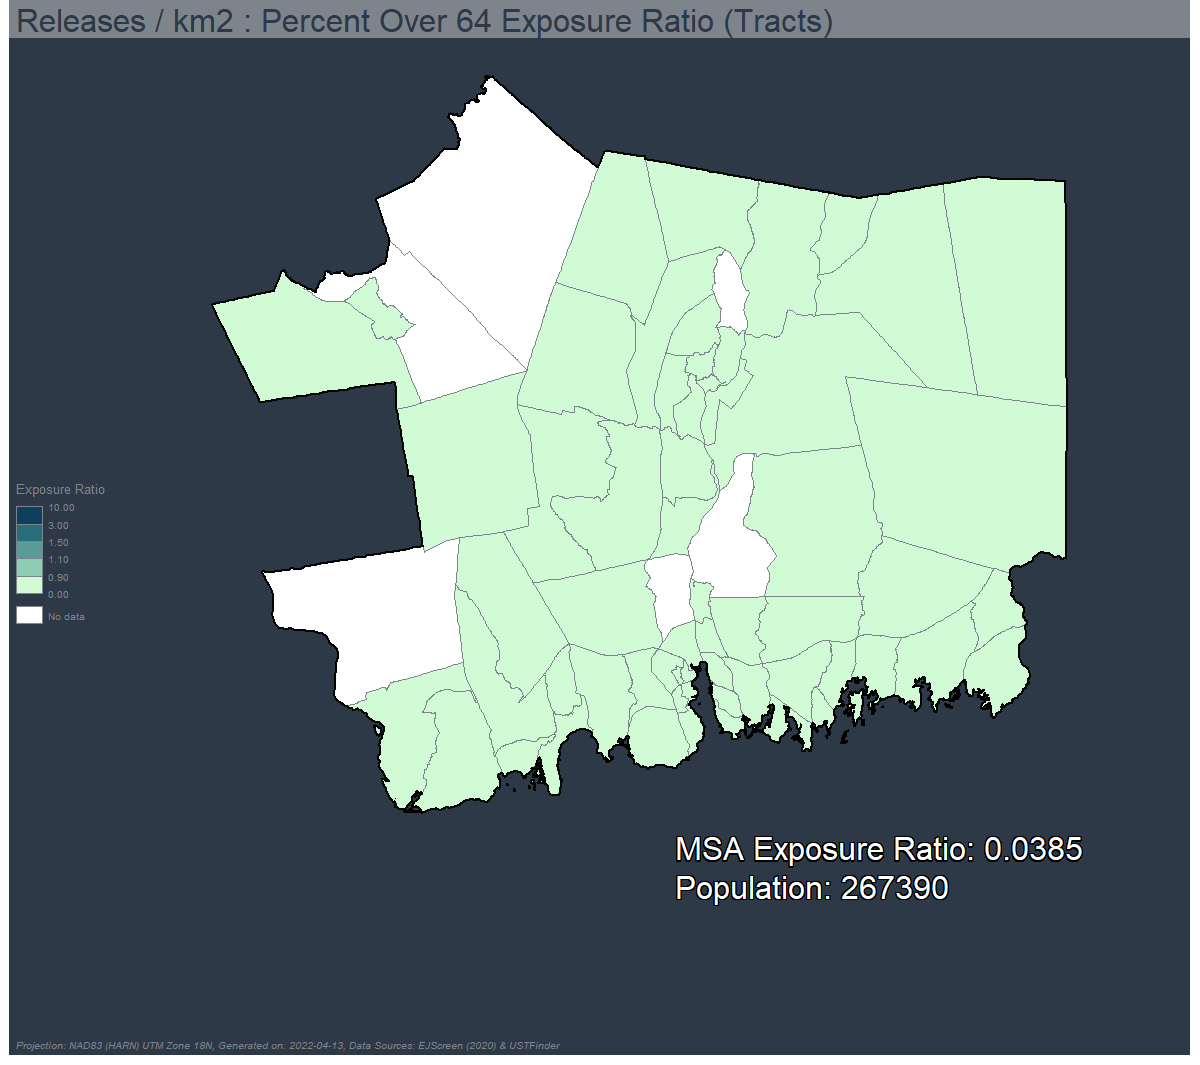 Releases / km2 : Percent Over 64 Exposure Ratio (Tracts)
Exposure Ratio
10.00
3.00
1.50
1.10
0.90
0.00
No data
MSA Exposure Ratio: 0.0385
Population: 267390
Projection: NAD83 (HARN) UTM Zone 18N, Generated on: 2022-04-13, Data Sources: EJScreen (2020) & USTFinder